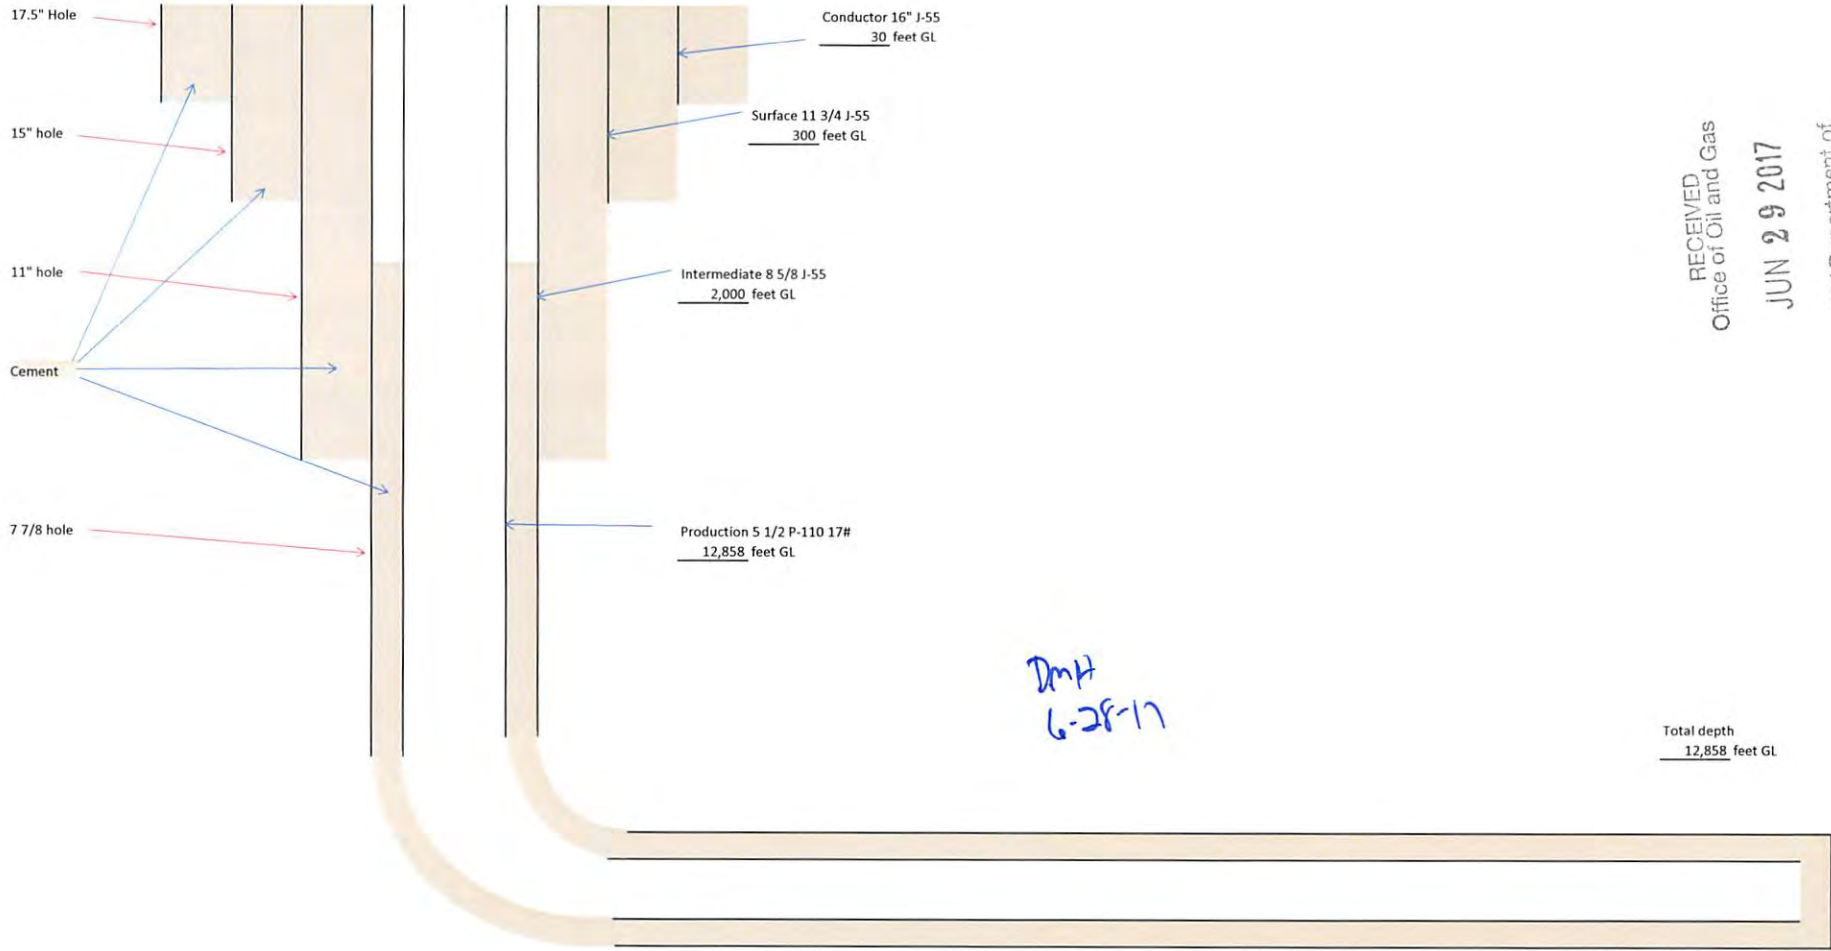 17.5" Hole
Conductor 16" J-55
30 feet GL
Surface 11 3/4 J-55
300 feet GL
15" hole
11" hole
Intermediate 8 5/8 J-55
2,000 feet GL
Cement
7 7/8 hole
Production 5 1/2 P-110 17#
12,858 feet GL
RECEIVED
Office of Oil and Gas
JUN 29 2017
Department of
DMH
6-28-17
Total depth
12,858 feet GL